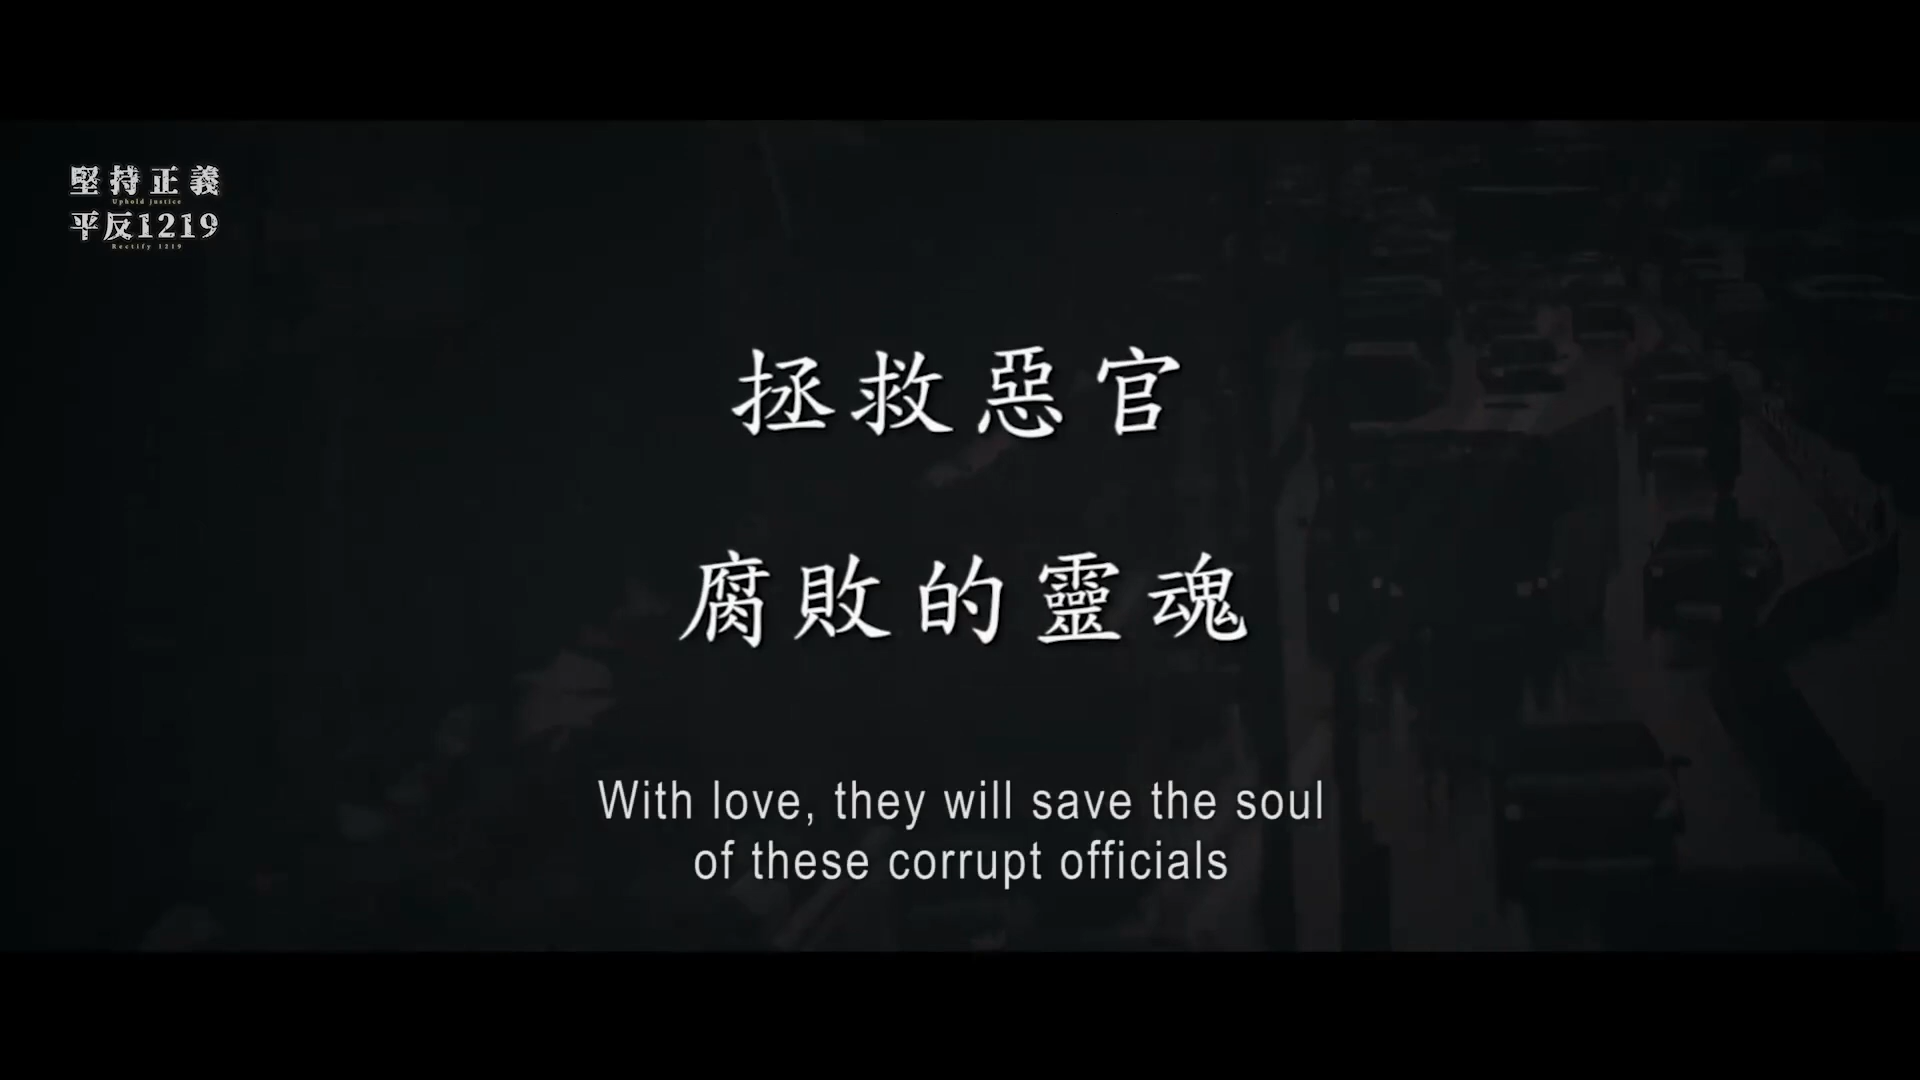 堅持正義
Uphold Justice
平反1219
Rectify 1219
拯救惡官
腐敗的靈魂
With love, they will save the soul
of these corrupt officials